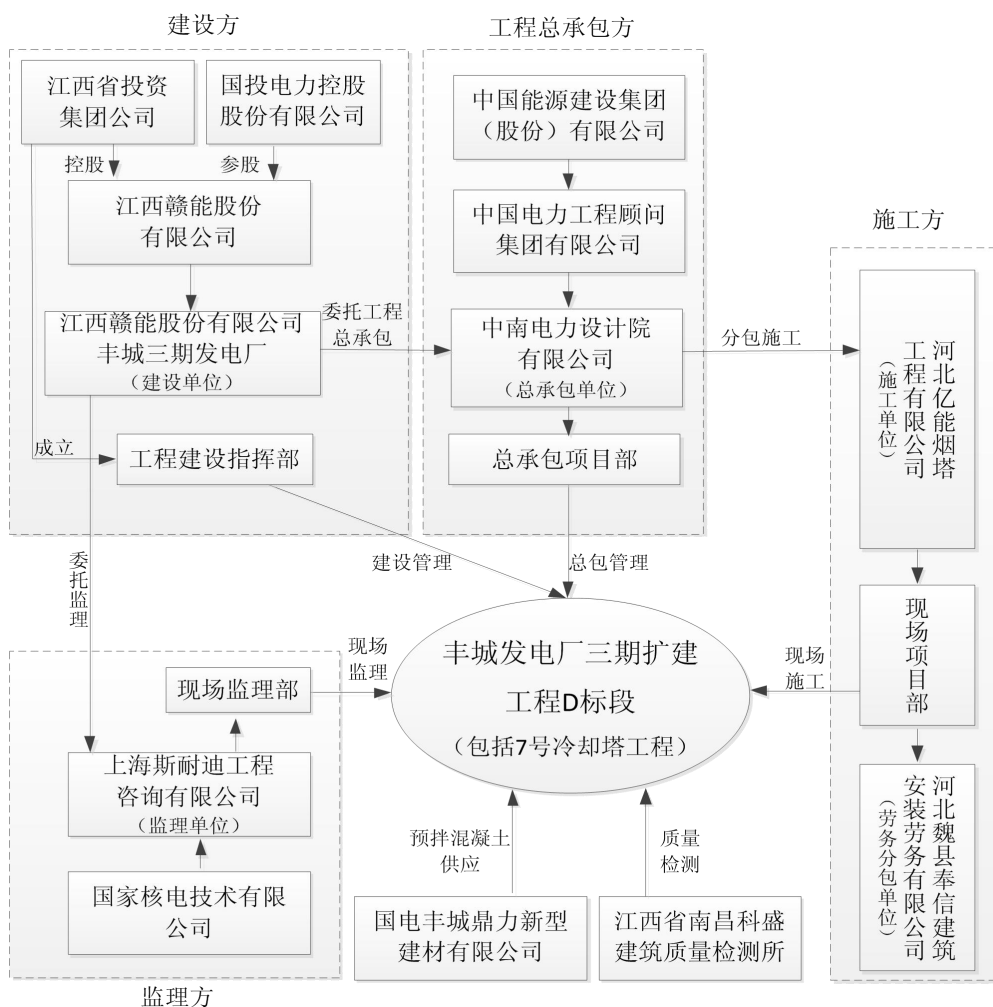 建设方
江西省投资
集团公司
国投电力控股
股份有限公司
控股
参股
江西赣能股份
有限公司
江西赣能股份有限公司
丰城三期发电厂
（建设单位）
成立
工程建设指挥部
委托工程
总承包
工程总承包方
中国能源建设集团
（股份）有限公司
中国电力工程顾问
集团有限公司
中南电力设计院
有限公司
（总承包单位）
总承包项目部
分包施工
施工方
河北亿能烟塔
工程有限公司
（施工单位）
现场项目部
河北魏县奉信建筑
安装劳务有限公司
（劳务分包单位）
委托监理
建设管理
总包管理
现场
监理
现场
施工
丰城发电厂三期扩建
工程D标段
（包括7号冷却塔工程）
现场监理部
上海斯耐迪工程
咨询有限公司
（监理单位）
国家核电技术有限
公司
监理方
预拌混凝土
供应
质量
检测
国电丰城鼎力新型
建材有限公司
江西省南昌科盛
建筑质量检测所